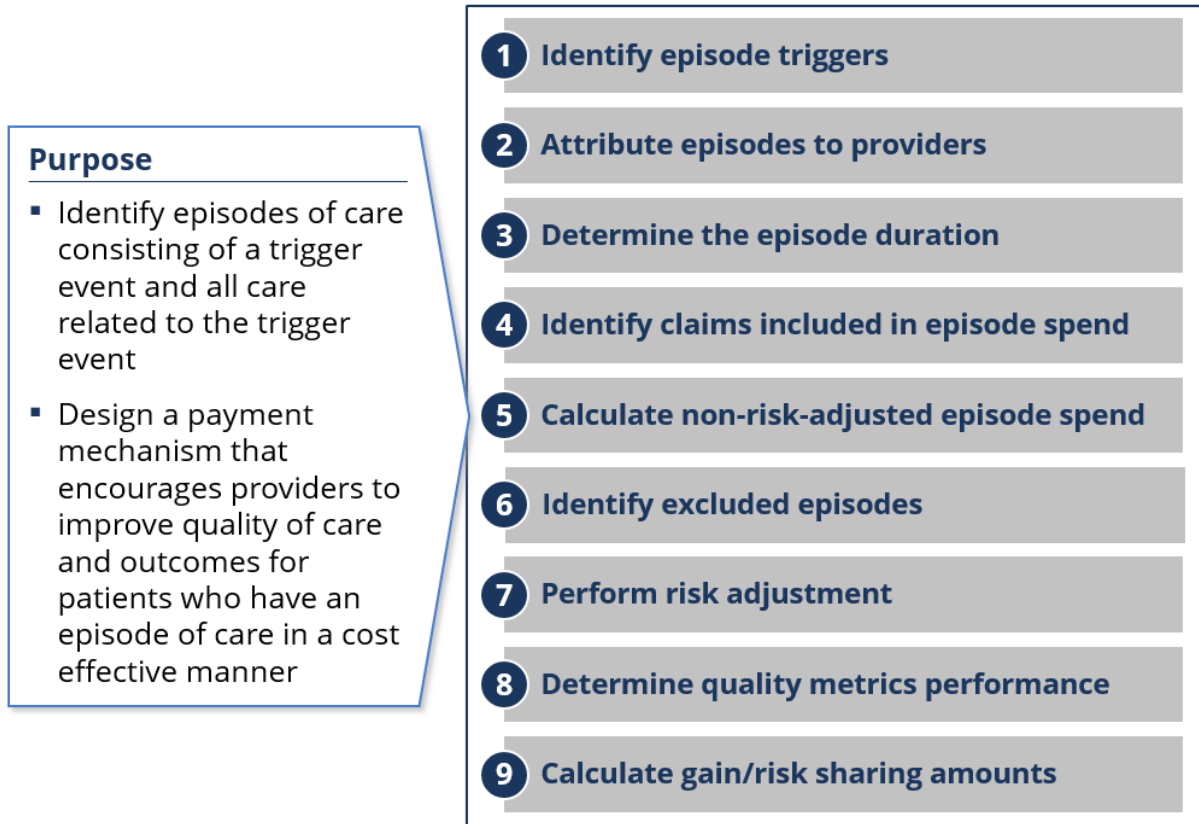 Purpose
▪ Identify episodes of care
consisting of a trigger
event and all care
related to the trigger
event
▪ Design a payment
mechanism that
encourages providers to
improve quality of care
and outcomes for
patients who have an
episode of care in a cost
effective manner
1 Identify episode triggers
2 Attribute episodes to providers
3 Determine the episode duration
4 Identify claims included in episode spend
5 Calculate non-risk-adjusted episode spend
6 Identify excluded episodes
7 Perform risk adjustment
8 Determine quality metrics performance
9 Calculate gain/risk sharing amounts